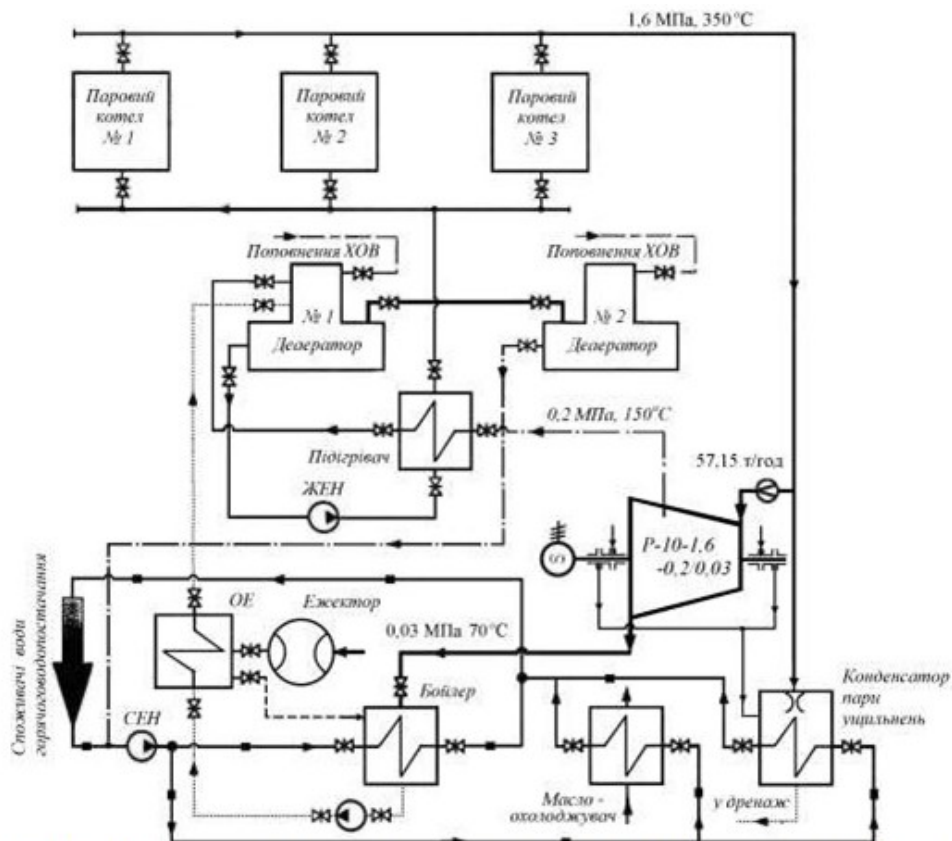 1,6 МПа, 350 °С
Паровий
котел
№ 1
Паровий
котел
№ 2
Паровий
котел
№ 3
Поповнення ХОВ
Поповнення ХОВ
№ 1
Деаератор
№ 2
Деаератор
0,2 МПа, 150°С
Підігрівач
57,15 т/год
ЖЕН
Р-10-1,6
-0,2/0,03
ОЕ
Ежектор
0,03 МПа 70°С
Бойлер
Конденсатор
пари
ущільнень
Споживачі води
горячоговодопостачання
СЕН
Масло -
охолоджувач
у дренаж